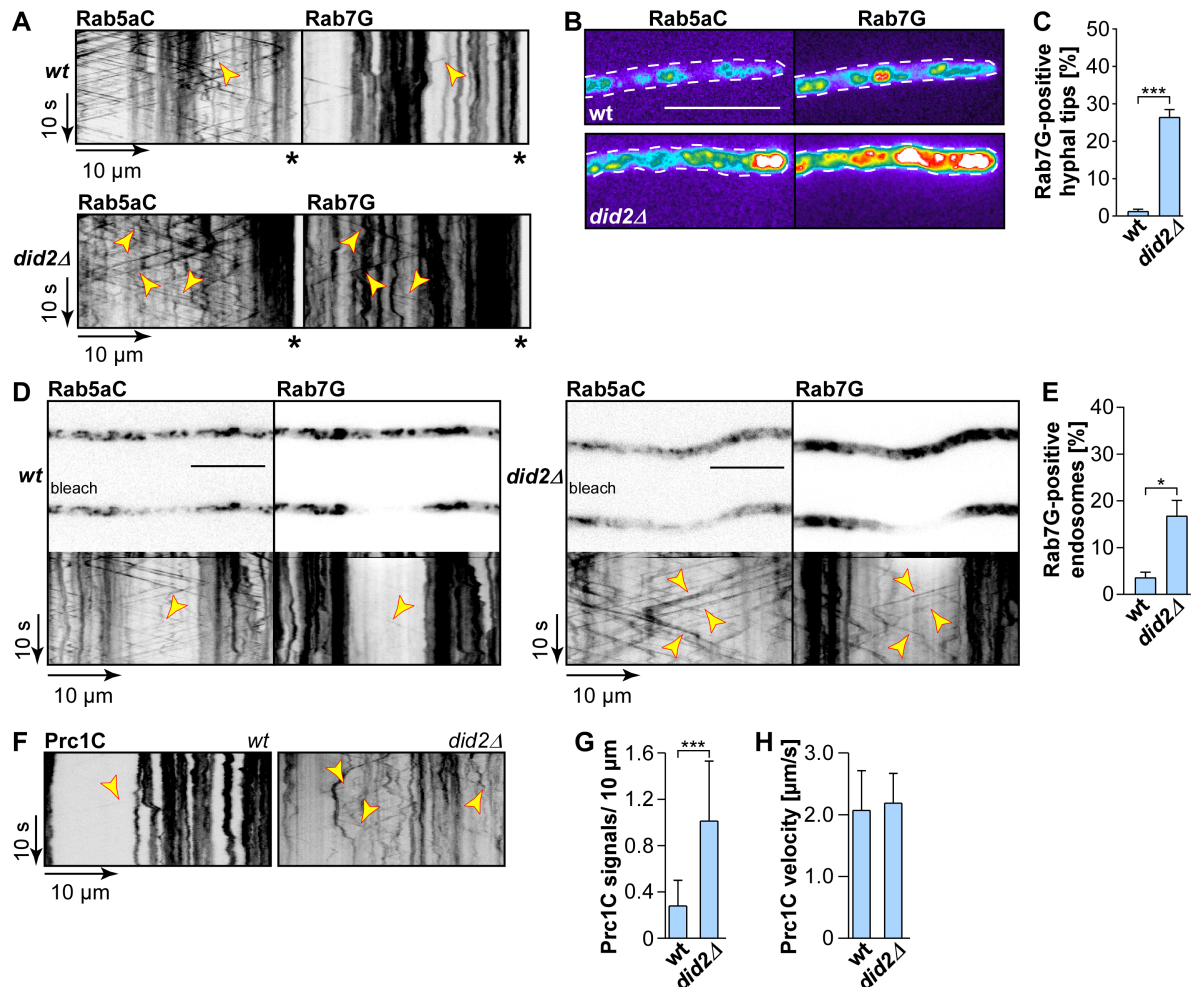 A
Rab5aC
Rab7G
wt
10 s
10 µm
*
*
Rab5aC
Rab7G
did2Δ
10 s
10 µm
*
*
B
Rab5aC
Rab7G
wt
did2Δ
C
Rab7G-positive
hyphal tips [%]
50
40
30
20
10
0
***
wt
did2Δ
D
Rab5aC
Rab7G
wt
bleach
10 s
10 µm
Rab5aC
Rab7G
did2Δ
bleach
10 s
10 µm
E
Rab7G-positive
endosomes [%]
40
30
20
10
0
*
wt
did2Δ
F
Prc1C
wt
did2Δ
10 s
10 µm
G
Prc1C signals/ 10 µm
1.6
1.2
0.8
0.4
0
***
wt
did2Δ
H
Prc1C velocity [µm/s]
3.0
2.0
1.0
0
wt
did2Δ